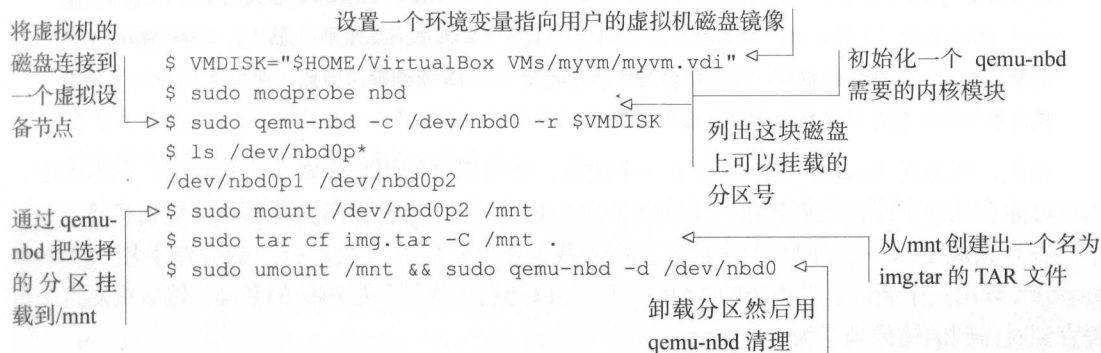 设置一个环境变量指向用户的虚拟机磁盘镜像
将虚拟机的
磁盘连接到
一个虚拟设
备节点
$ VMDISK="$HOME/VirtualBox VMs/myvm/myvm.vdi"
$ sudo modprobe nbd
$ sudo qemu-nbd -c /dev/nbd0 -r $VMDISK
$ ls /dev/nbd0p*
/dev/nbd0p1 /dev/nbd0p2
$ sudo mount /dev/nbd0p2 /mnt
$ sudo tar cf img.tar -C /mnt .
$ sudo umount /mnt && sudo qemu-nbd -d /dev/nbd0
初始化一个 qemu-nbd
需要的内核模块
列出这块磁盘
上可以挂载的
分区号
通过 qemu-
nbd 把选择
的分区挂
载到/mnt
从/mnt 创建出一个名为
img.tar 的 TAR 文件
卸载分区然后用
qemu-nbd 清理